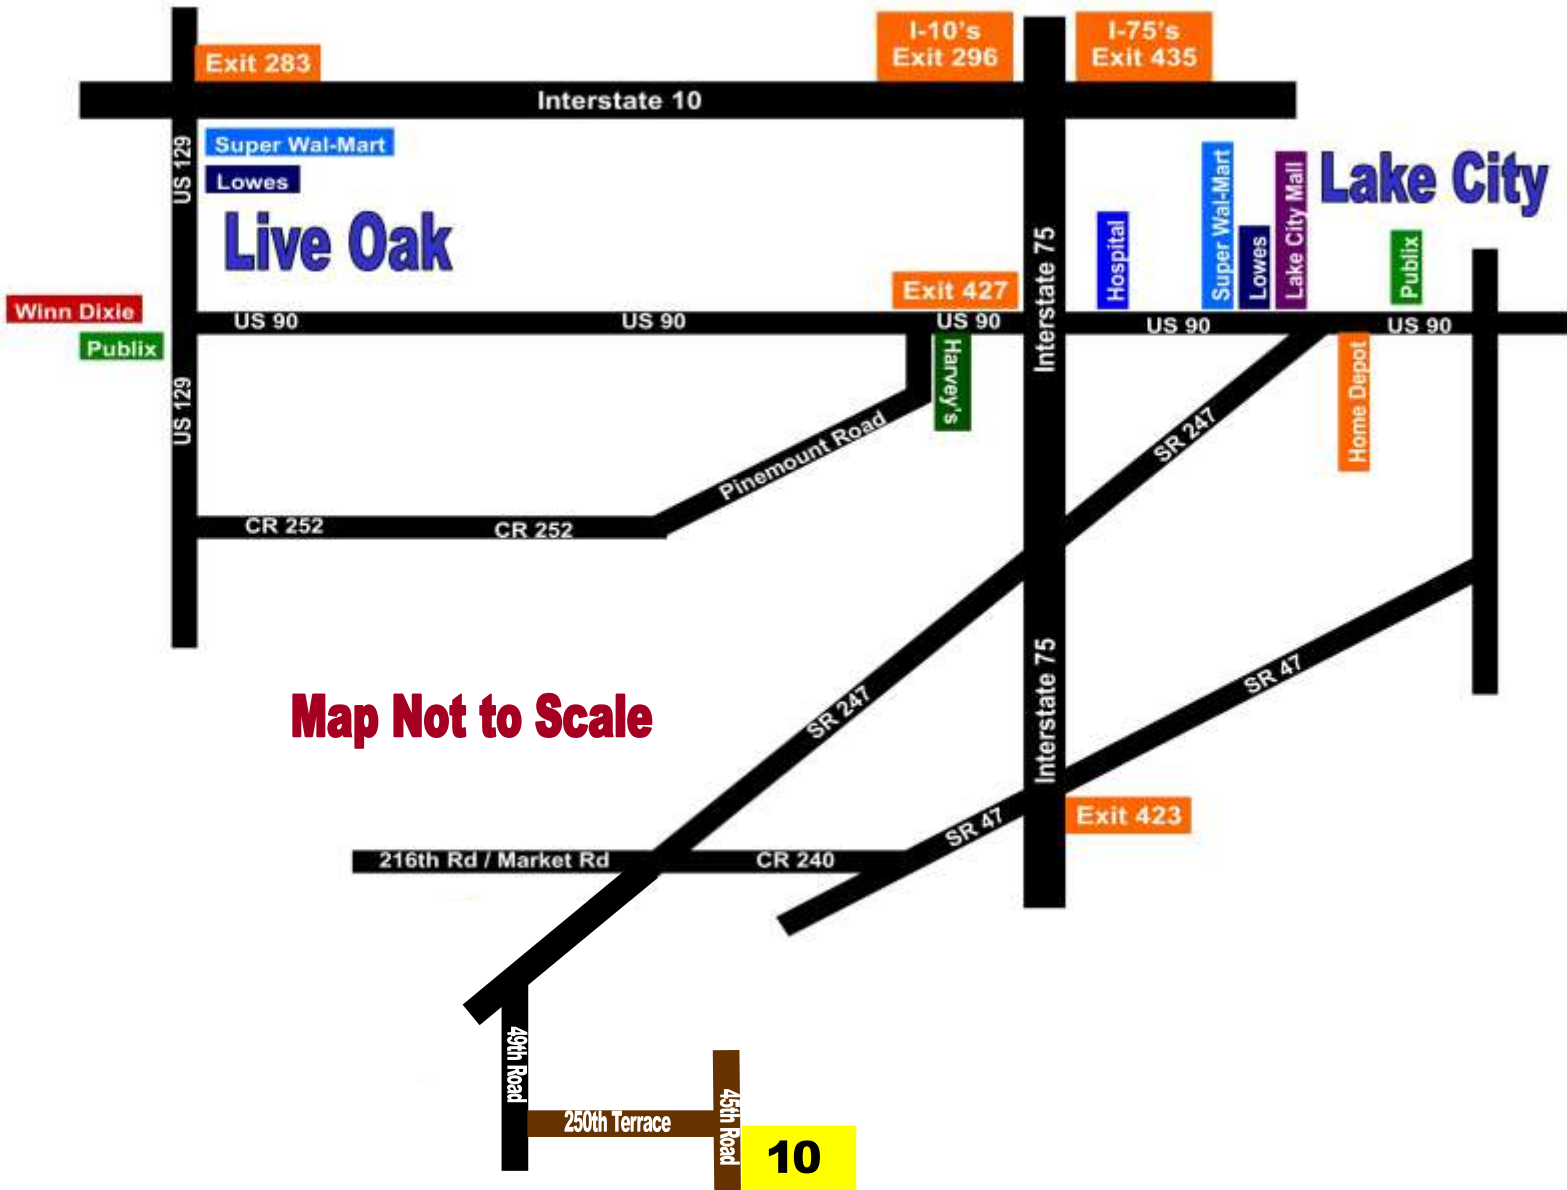 I-10's
Exit 296
I-75's
Exit 435
Exit 283
Interstate 10
US 129
Super Wal-Mart
Lowes
Live Oak
Lake City
Hospital
Super Wal-Mart
Lowes
Lake City Mall
Publix
Interstate 75
Exit 427
Winn Dixie
Publix
US 90
US 90
US 90
US 90
US 90
US 129
Harvey's
Home Depot
Pinemount Road
SR 247
CR 252
CR 252
Map Not to Scale
SR 247
Interstate 75
SR 47
Exit 423
SR 47
216th Rd / Market Rd
CR 240
49th Road
250th Terrace
45th Road
10